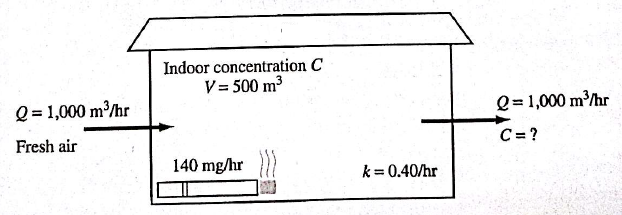 Indoor concentration C
V = 500 m³
Q = 1,000 m³/hr
Fresh air
Q = 1,000 m³/hr
C = ?
140 mg/hr
k = 0.40/hr